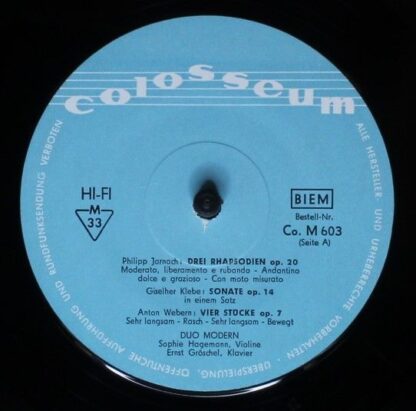 colosseum
HI-FI
M
33
BIEM
Bestell-Nr.
Co. M 603
(Seite A)
Philipp Jarnach: DREI RHAPSODIEN op. 20
Moderato, liberamento e rubando - Andantino
dolce e grazioso - Con moto misurato
Giselher Klebe: SONATE op. 14
in einem Satz
Anton Webern: VIER STÜCKE op. 7
Sehr langsam - Rasch - Sehr langsam - Bewegt
DUO MODERN
Sophie Hagemann, Violine
Ernst Gröschel, Klavier
ALLE HERSTELLER- UND URHEBERRECHTE VORBEHALTEN · ÜBERSPIELUNG, ÖFFENTLICHE AUFFÜHRUNG UND RUNDFUNKSENDUNG VERBOTEN